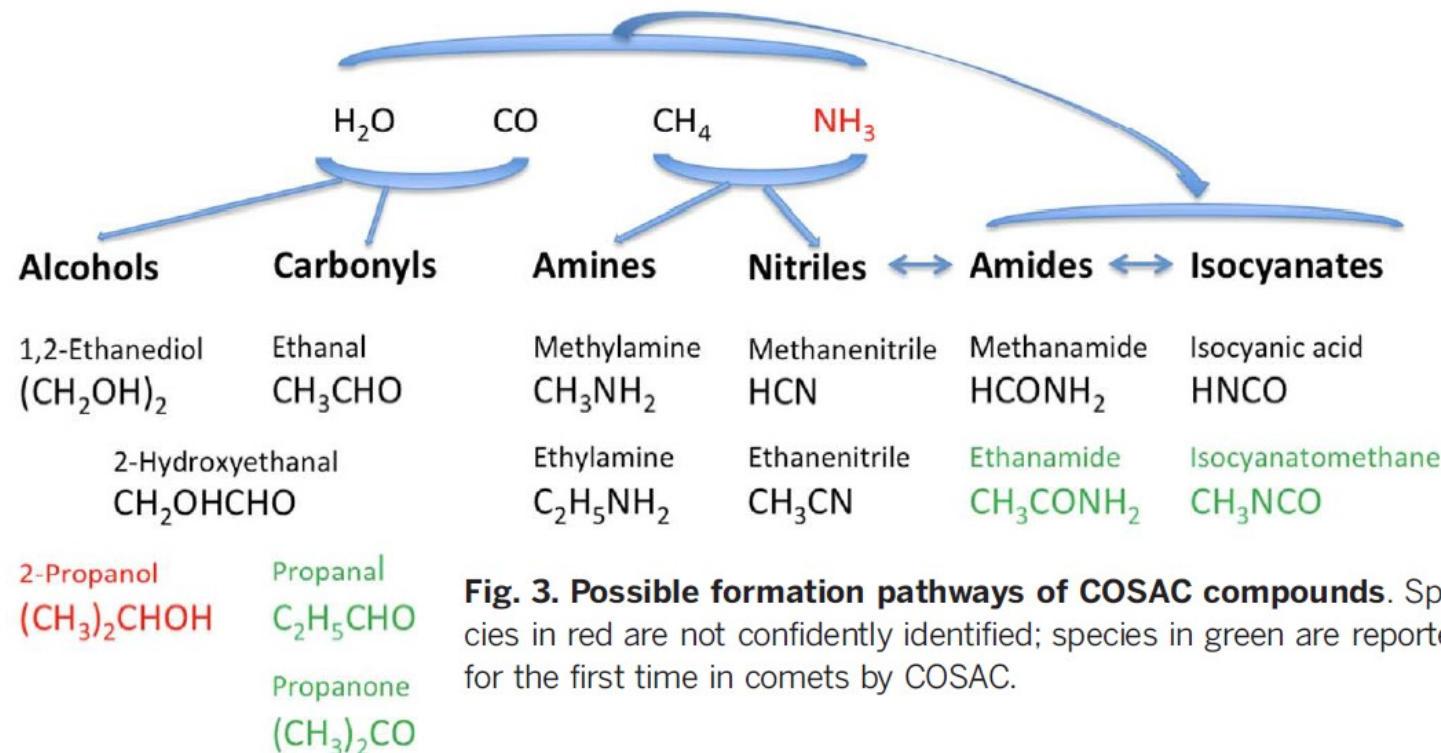 H₂O CO CH₄ NH₃
Alcohols Carbonyls Amines Nitriles Amides Isocyanates
1,2-Ethanediol Ethanal Methylamine Methanenitrile Methanamide Isocyanic acid
(CH₂OH)₂ CH₃CHO CH₃NH₂ HCN HCONH₂ HNCO
2-Hydroxyethanal Ethylamine Ethanenitrile Ethanamide Isocyanatomethane
CH₂OHCHO C₂H₅NH₂ CH₃CN CH₃CONH₂ CH₃NCO
2-Propanol Propanal
(CH₃)₂CHOH C₂H₅CHO
Propanone
(CH₃)₂CO
Fig. 3. Possible formation pathways of COSAC compounds. Sp
cies in red are not confidently identified; species in green are reporte
for the first time in comets by COSAC.